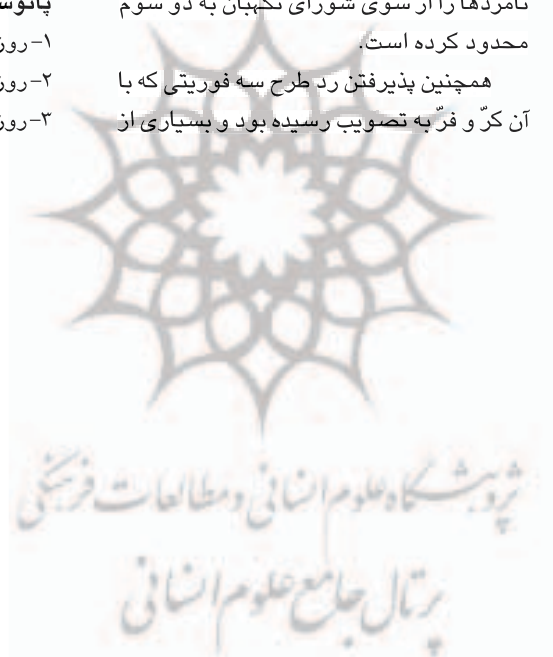 نامزدها را از سوی شورای نگهبان به دو سوم
محدود کرده است.
همچنین پذیرفتن رد طرح سه فوریتی که با
آن کرّ و فرّ به تصویب رسیده بود و بسیاری از
۱-روز
۲-روز
۳-روز
پژوهشگاه علوم انسانی و مطالعات فرهنگی
پرتال جامع علوم انسانی